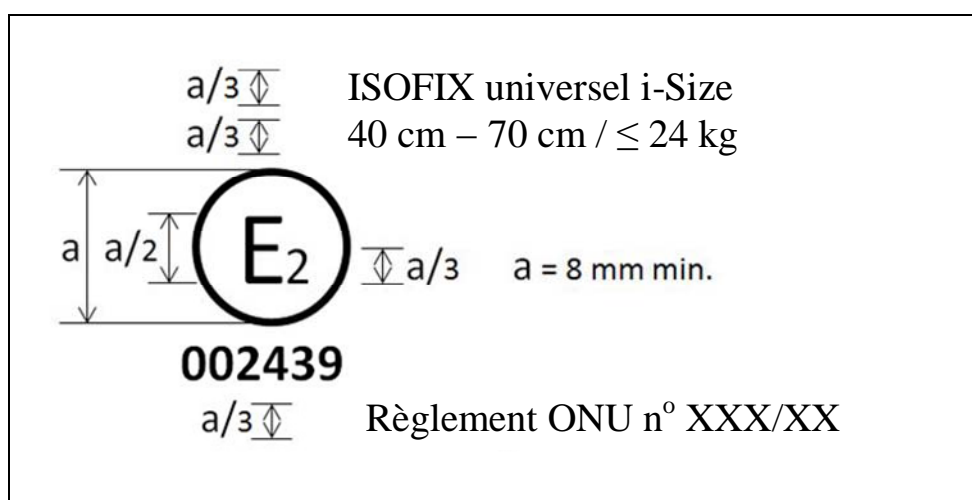 a/3 ISOFIX universel i-Size
a/3 40 cm – 70 cm / ≤ 24 kg
a a/2 E2 a/3 a = 8 mm min.
002439
a/3 Règlement ONU nº XXX/XX